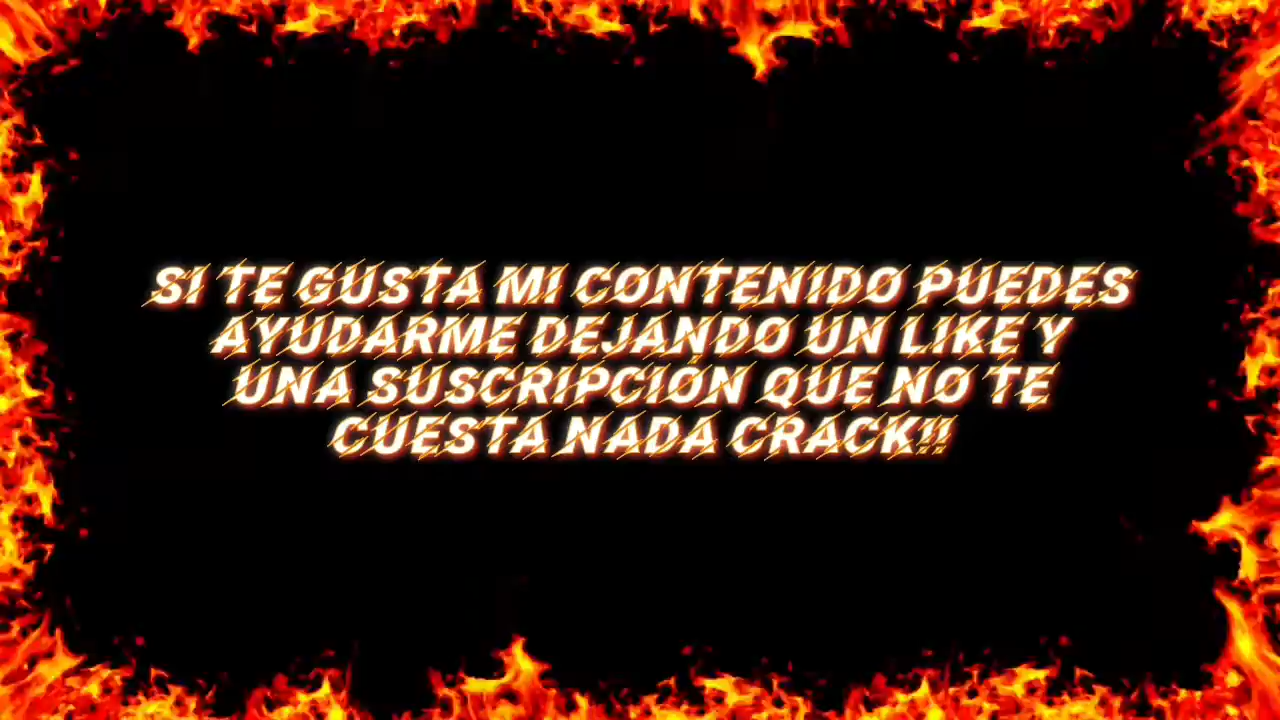 SI TE GUSTA MI CONTENIDO PUEDES
AYUDARME DEJANDO UN LIKE Y
UNA SUSCRIPCIÓN QUE NO TE
CUESTA NADA CRACK!!